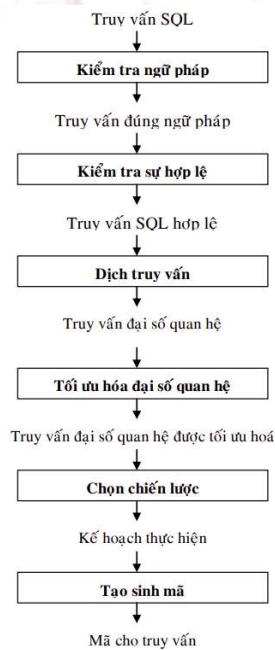 Truy vấn SQL
Kiểm tra ngữ pháp
Truy vấn đúng ngữ pháp
Kiểm tra sự hợp lệ
Truy vấn SQL hợp lệ
Dịch truy vấn
Truy vấn đại số quan hệ
Tối ưu hóa đại số quan hệ
Truy vấn đại số quan hệ được tối ưu hoá
Chọn chiến lược
Kế hoạch thực hiện
Tạo sinh mã
Mã cho truy vấn